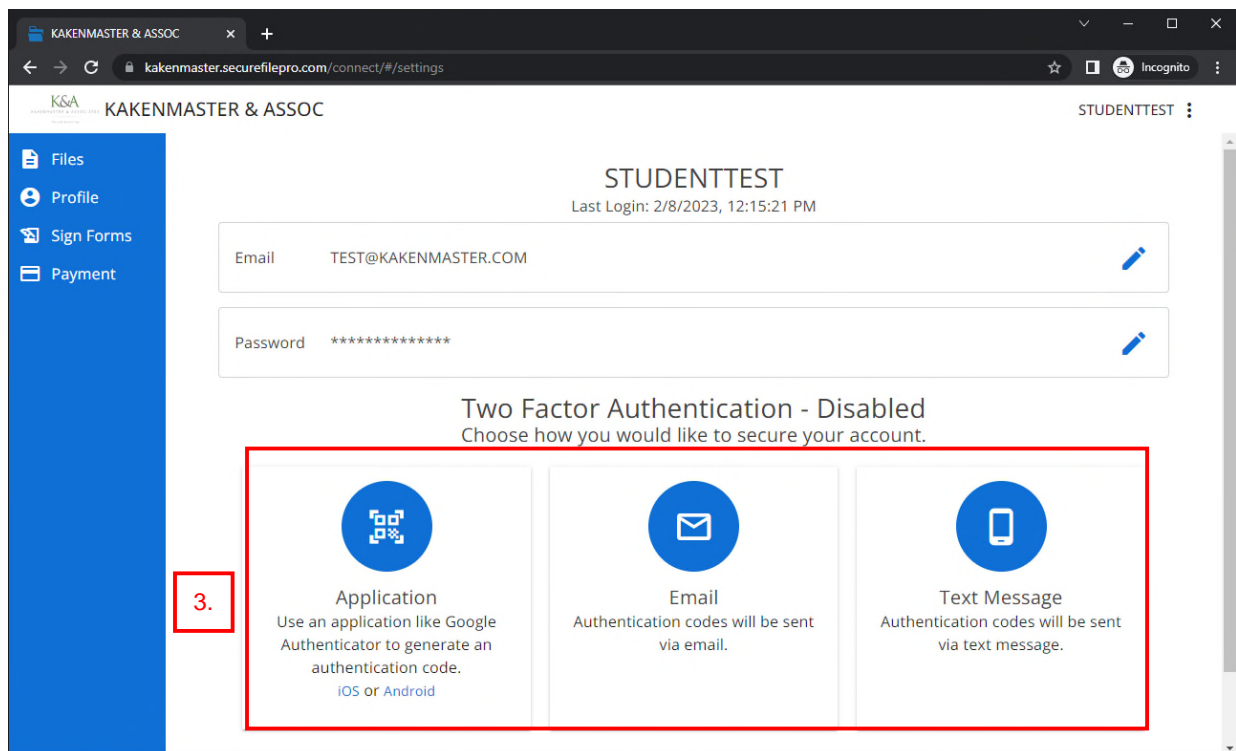 KAKENMASTER & ASSOC
kakenmaster.securefilepro.com/connect/#/settings
Incognito
K&A
KAKENMASTER & ASSOC
STUDENTTEST
Files
Profile
Sign Forms
Payment
STUDENTTEST
Last Login: 2/8/2023, 12:15:21 PM
Email TEST@KAKENMASTER.COM
Password **************
Two Factor Authentication - Disabled
Choose how you would like to secure your account.
3.
Application
Use an application like Google
Authenticator to generate an
authentication code.
iOS or Android
Email
Authentication codes will be sent
via email.
Text Message
Authentication codes will be sent
via text message.